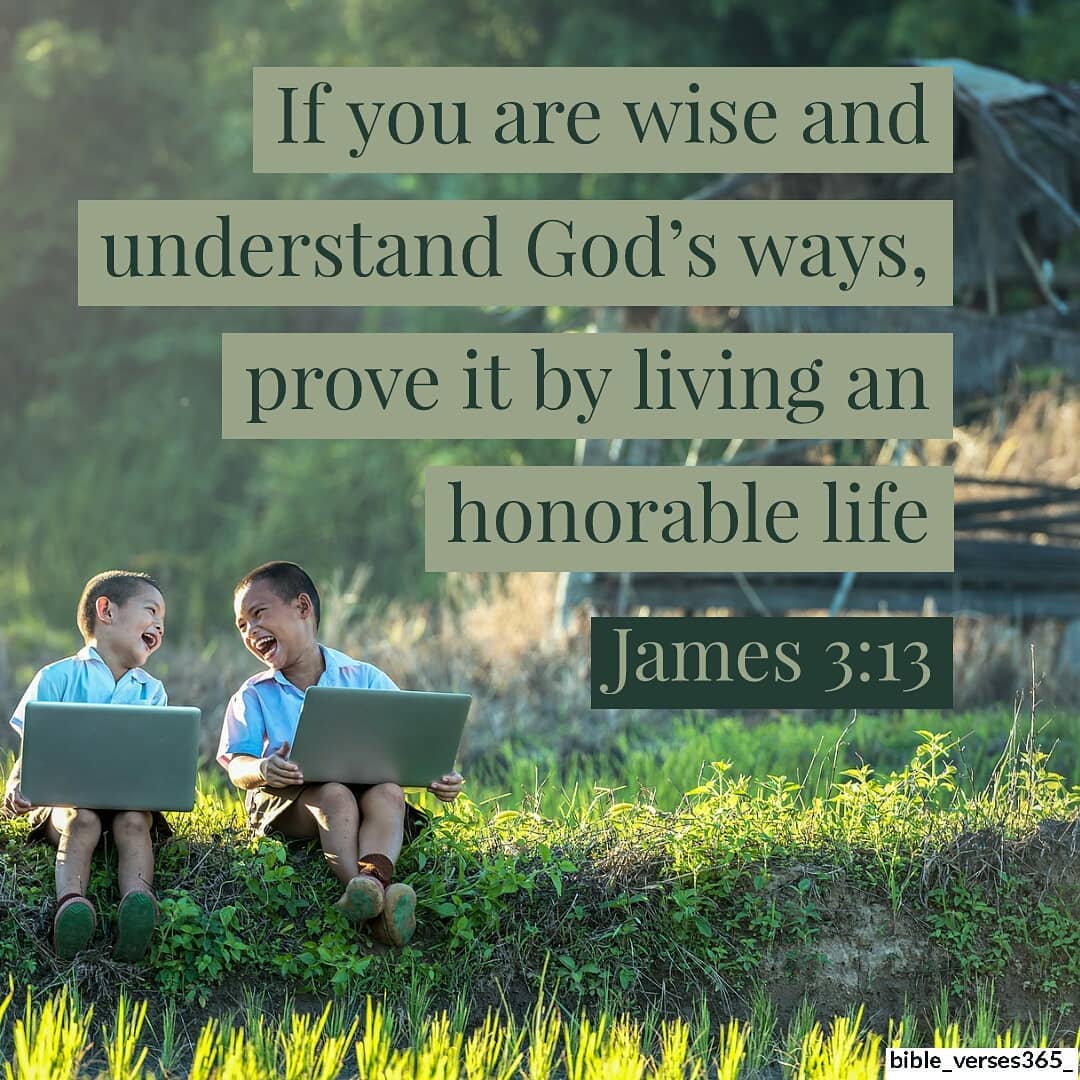 If you are wise and
understand God’s ways,
prove it by living an
honorable life
James 3:13
bible_verses365_